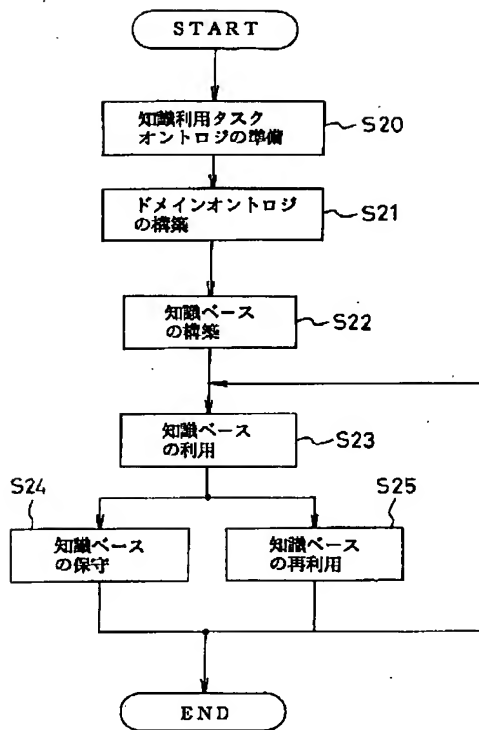 START
知識利用タスク
オントロジの準備
S20
ドメインオントロジ
の構築
S21
知識ベース
の構築
S22
知識ベース
の利用
S23
S24
知識ベース
の保守
S25
知識ベース
の再利用
END